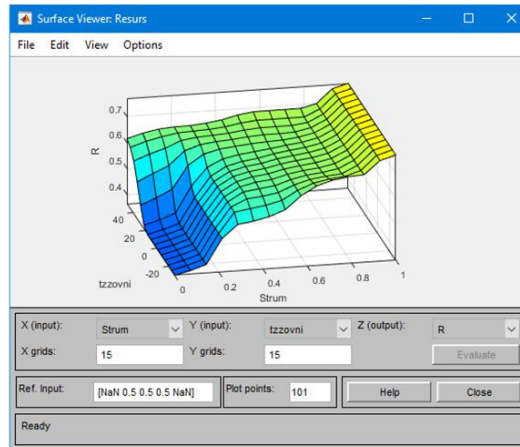 Surface Viewer: Resurs
File Edit View Options
0.7
0.6
0.5
0.4
R
40
20
0
-20
tzzovni
0 0.2 0.4 0.6 0.8 1
Strum
X (input): Strum Y (input): tzzovni Z (output): R
X grids: 15 Y grids: 15 Evaluate
Ref. Input: [NaN 0.5 0.5 0.5 NaN] Plot points: 101 Help Close
Ready